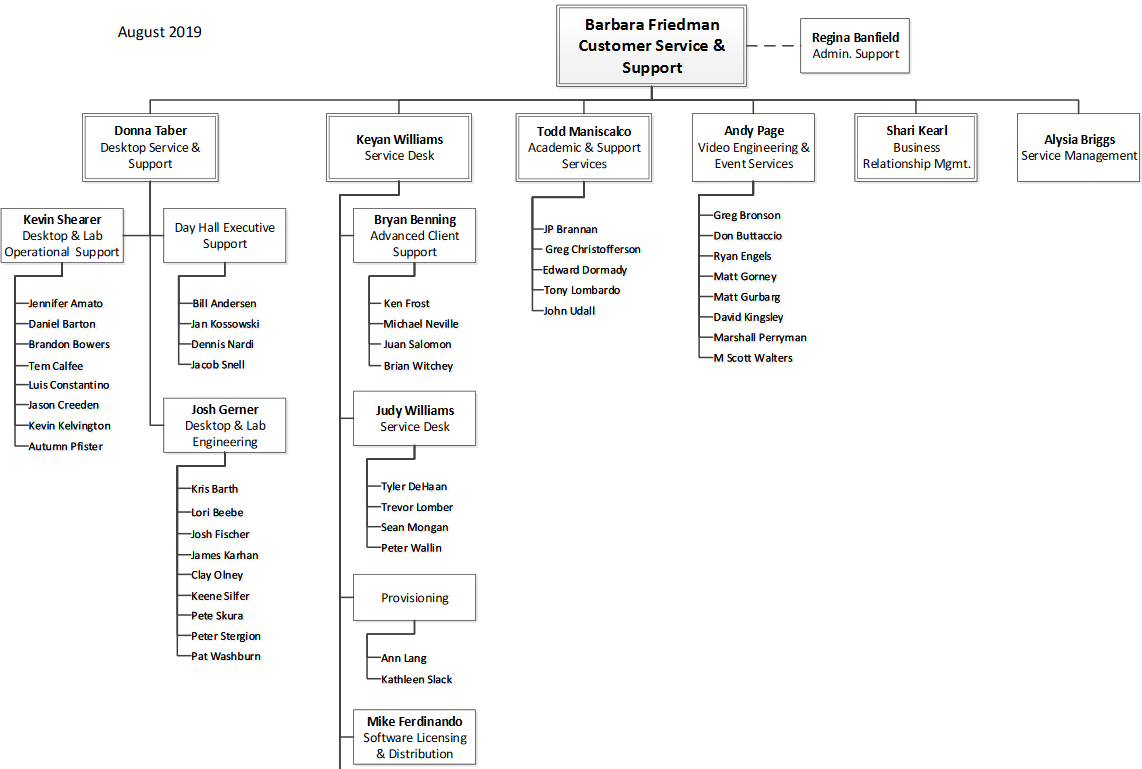 August 2019
Barbara Friedman
Customer Service &
Support
Regina Banfield
Admin. Support
Donna Taber
Desktop Service &
Support
Keyan Williams
Service Desk
Todd Maniscalco
Academic & Support
Services
Andy Page
Video Engineering &
Event Services
Shari Kearl
Business
Relationship Mgmt.
Alysia Briggs
Service Management
Kevin Shearer
Desktop & Lab
Operational Support
Jennifer Amato
Daniel Barton
Brandon Bowers
Tem Calfee
Luis Constantino
Jason Creeden
Kevin Kelvington
Autumn Pfister
Day Hall Executive
Support
Bill Andersen
Jan Kossowski
Dennis Nardi
Jacob Snell
Josh Gerner
Desktop & Lab
Engineering
Kris Barth
Lori Beebe
Josh Fischer
James Karhan
Clay Olney
Keene Silfer
Pete Skura
Peter Stergion
Pat Washburn
Bryan Benning
Advanced Client
Support
Ken Frost
Michael Neville
Juan Salomon
Brian Witchey
Judy Williams
Service Desk
Tyler DeHaan
Trevor Lomber
Sean Mongan
Peter Wallin
Provisioning
Ann Lang
Kathleen Slack
Mike Ferdinando
Software Licensing
& Distribution
JP Brannan
Greg Christofferson
Edward Dormady
Tony Lombardo
John Udall
Greg Bronson
Don Buttaccio
Ryan Engels
Matt Gorney
Matt Gurbarg
David Kingsley
Marshall Perryman
M Scott Walters